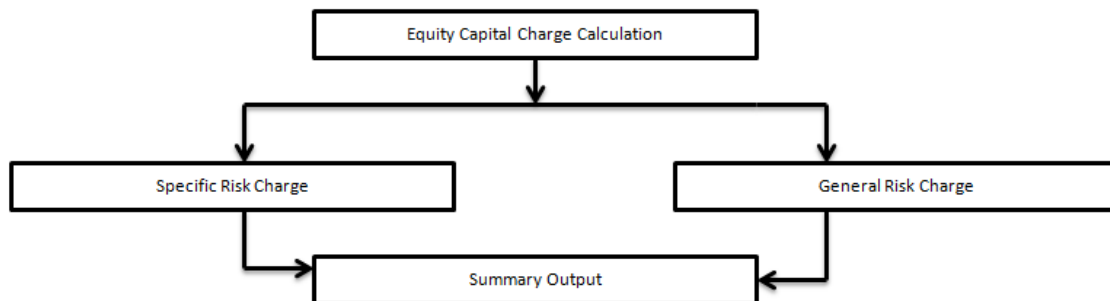 Equity Capital Charge Calculation
Specific Risk Charge
General Risk Charge
Summary Output